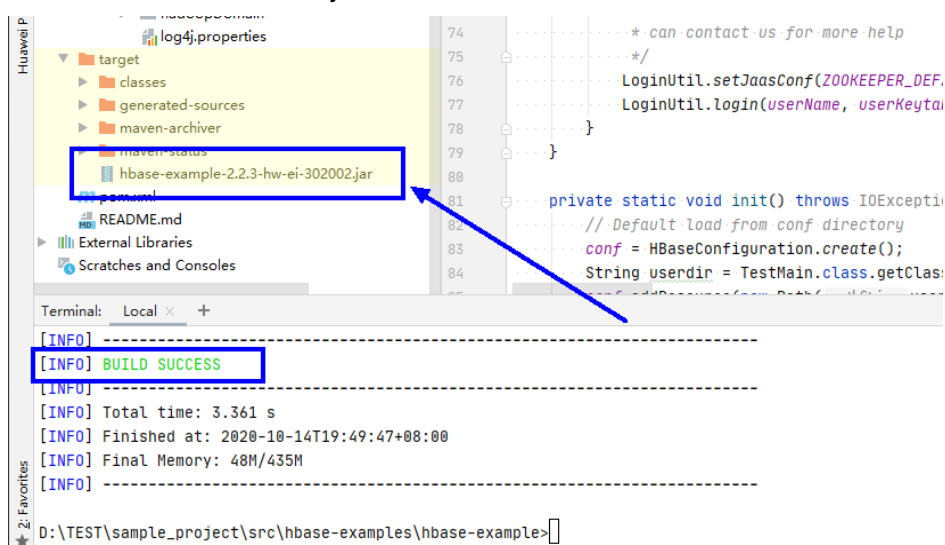 Huawei P
log4j.properties
target
classes
generated-sources
maven-archiver
maven-status
hbase-example-2.2.3-hw-ei-302002.jar
pom.xml
README.md
External Libraries
Scratches and Consoles
74 * can contact us for more help
75 */
76 LoginUtil.setJaasConf(ZOOKEEPER_DEFA
77 LoginUtil.login(userName, userKeytab
78 }
79 }
80
81 private static void init() throws IOExceptio
82 // Default load from conf directory
83 conf = HBaseConfiguration.create();
84 String userdir = TestMain.class.getClass
Terminal: Local × +
[INFO] ------------------------------------------------------------------------
[INFO] BUILD SUCCESS
[INFO] ------------------------------------------------------------------------
[INFO] Total time: 3.361 s
[INFO] Finished at: 2020-10-14T19:49:47+08:00
[INFO] Final Memory: 48M/435M
[INFO] ------------------------------------------------------------------------
2: Favorites
D:\TEST\sample_project\src\hbase-examples\hbase-example>